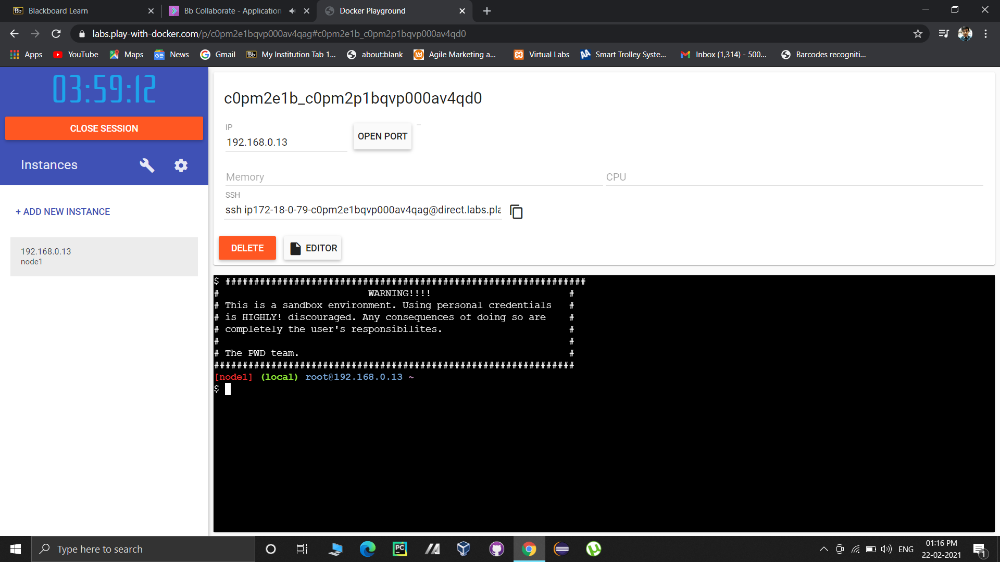 Blackboard Learn
Bb Collaborate - Application
Docker Playground
labs.play-with-docker.com/p/c0pm2e1bqvp000av4qag#c0pm2e1b_c0pm2p1bqvp000av4qd0
Apps
YouTube
Maps
News
Gmail
Bb
My Institution Tab 1...
about:blank
Agile Marketing a...
Virtual Labs
Smart Trolley Syste...
Inbox (1,314) - 500...
Barcodes recogniti...
03:59:12
CLOSE SESSION
Instances
+ ADD NEW INSTANCE
192.168.0.13
node1
c0pm2e1b_c0pm2p1bqvp000av4qd0
IP
192.168.0.13
OPEN PORT
Memory
CPU
SSH
ssh ip172-18-0-79-c0pm2e1bqvp000av4qag@direct.labs.pla
DELETE
EDITOR
$ ###############################################################
# WARNING!!!! #
# This is a sandbox environment. Using personal credentials #
# is HIGHLY! discouraged. Any consequences of doing so are #
# completely the user's responsibilites. #
# #
# The PWD team. #
###############################################################
[node1] (local) root@192.168.0.13 ~
$
Type here to search
ENG
01:16 PM
22-02-2021
1